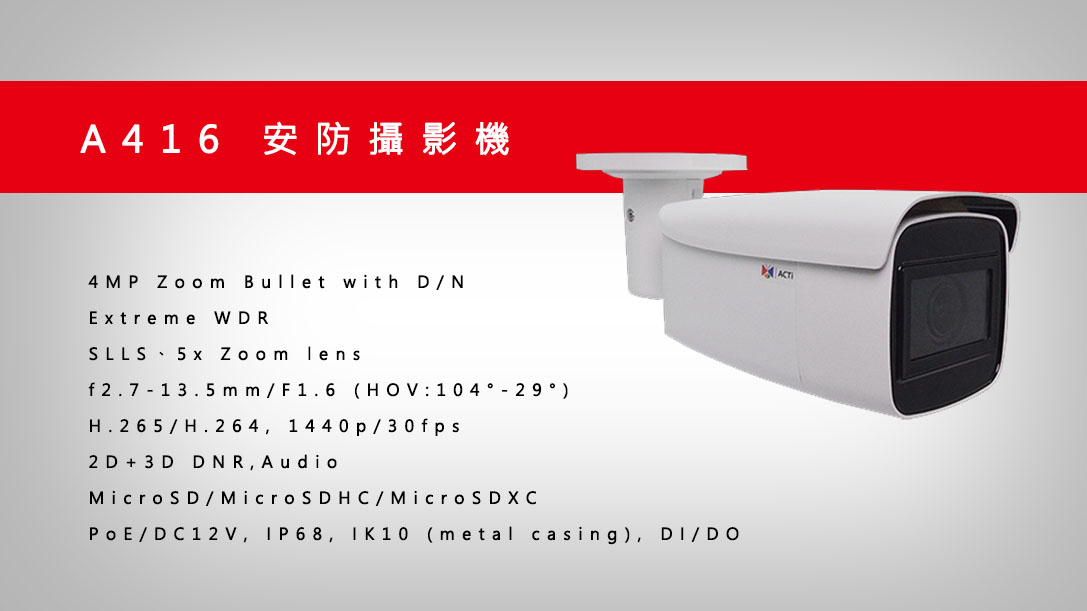 A416 安防攝影機
ACTi
4MP Zoom Bullet with D/N
Extreme WDR
SLLS、5x Zoom lens
f2.7-13.5mm/F1.6 (HOV:104°-29°)
H.265/H.264, 1440p/30fps
2D+3D DNR,Audio
MicroSD/MicroSDHC/MicroSDXC
PoE/DC12V, IP68, IK10 (metal casing), DI/DO